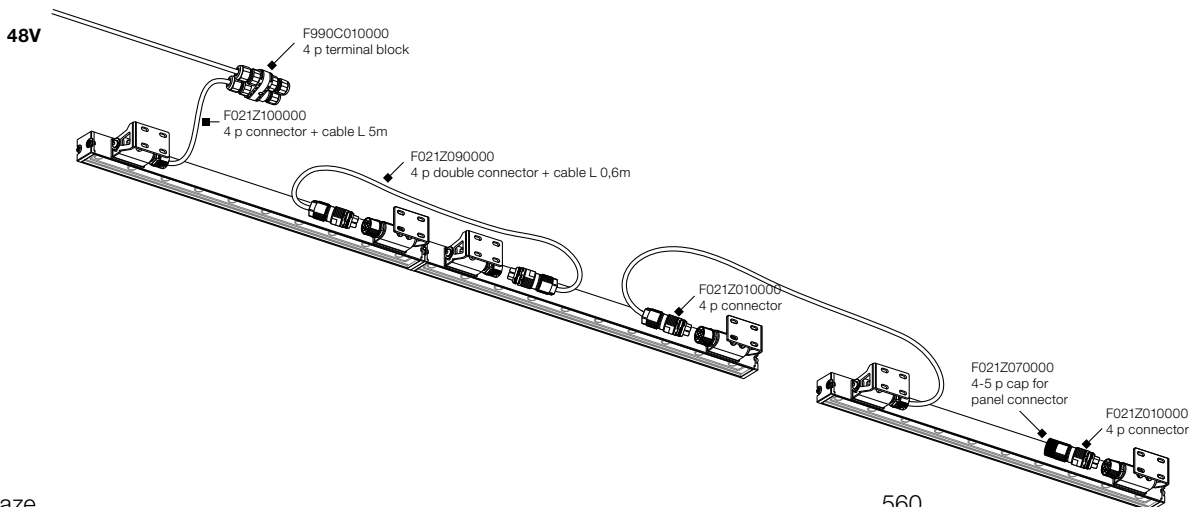 48V
F990C010000
4 p terminal block
F021Z100000
4 p connector + cable L 5m
F021Z090000
4 p double connector + cable L 0,6m
F021Z010000
4 p connector
F021Z070000
4-5 p cap for
panel connector
F021Z010000
4 p connector
aze
560